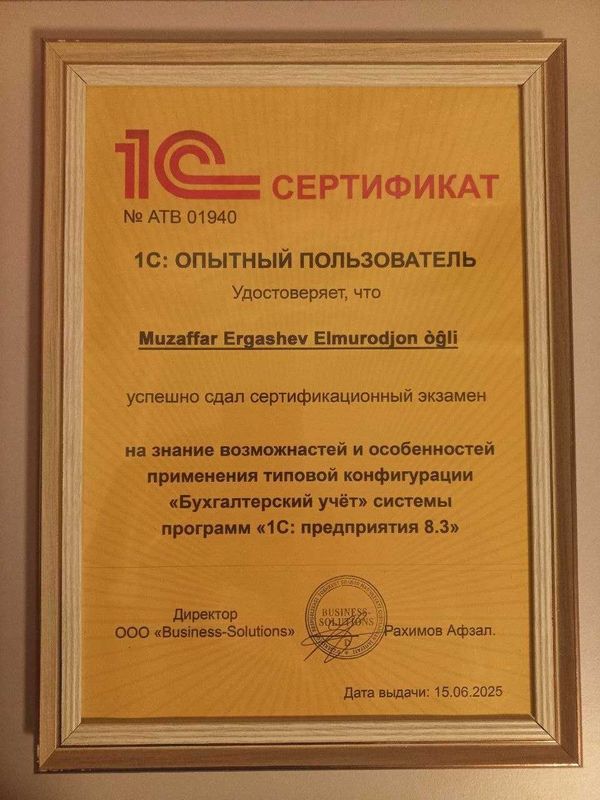 1С СЕРТИФИКАТ
№ АТВ 01940
1С: ОПЫТНЫЙ ПОЛЬЗОВАТЕЛЬ
Удостоверяет, что
Muzaffar Ergashev Elmurodjon òĝli
успешно сдал сертификационный экзамен
на знание возможнастей и особенностей
применения типовой конфигурации
«Бухгалтерский учёт» системы
программ «1С: предприятия 8.3»
Директор
ООО «Business-Solutions»
BUSINESS-
SOLUTIONS
Рахимов Афзал.
Дата выдачи: 15.06.2025